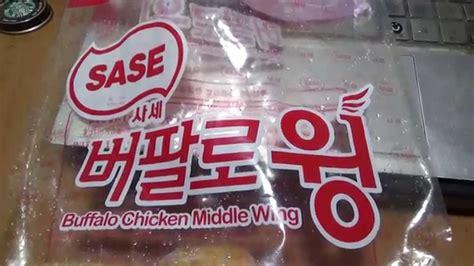 SASE
사세
버팔로윙
Buffalo Chicken Middle Wing